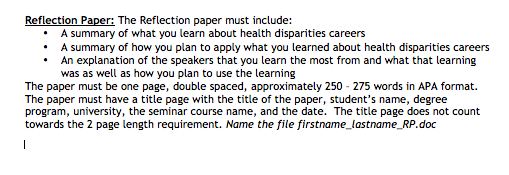 Reflection Paper: The Reflection paper must include:
• A summary of what you learn about health disparities careers
• A summary of how you plan to apply what you learned about health disparities careers
• An explanation of the speakers that you learn the most from and what that learning
was as well as how you plan to use the learning
The paper must be one page, double spaced, approximately 250 - 275 words in APA format.
The paper must have a title page with the title of the paper, student's name, degree
program, university, the seminar course name, and the date. The title page does not count
towards the 2 page length requirement. Name the file firstname_lastname_RP.doc